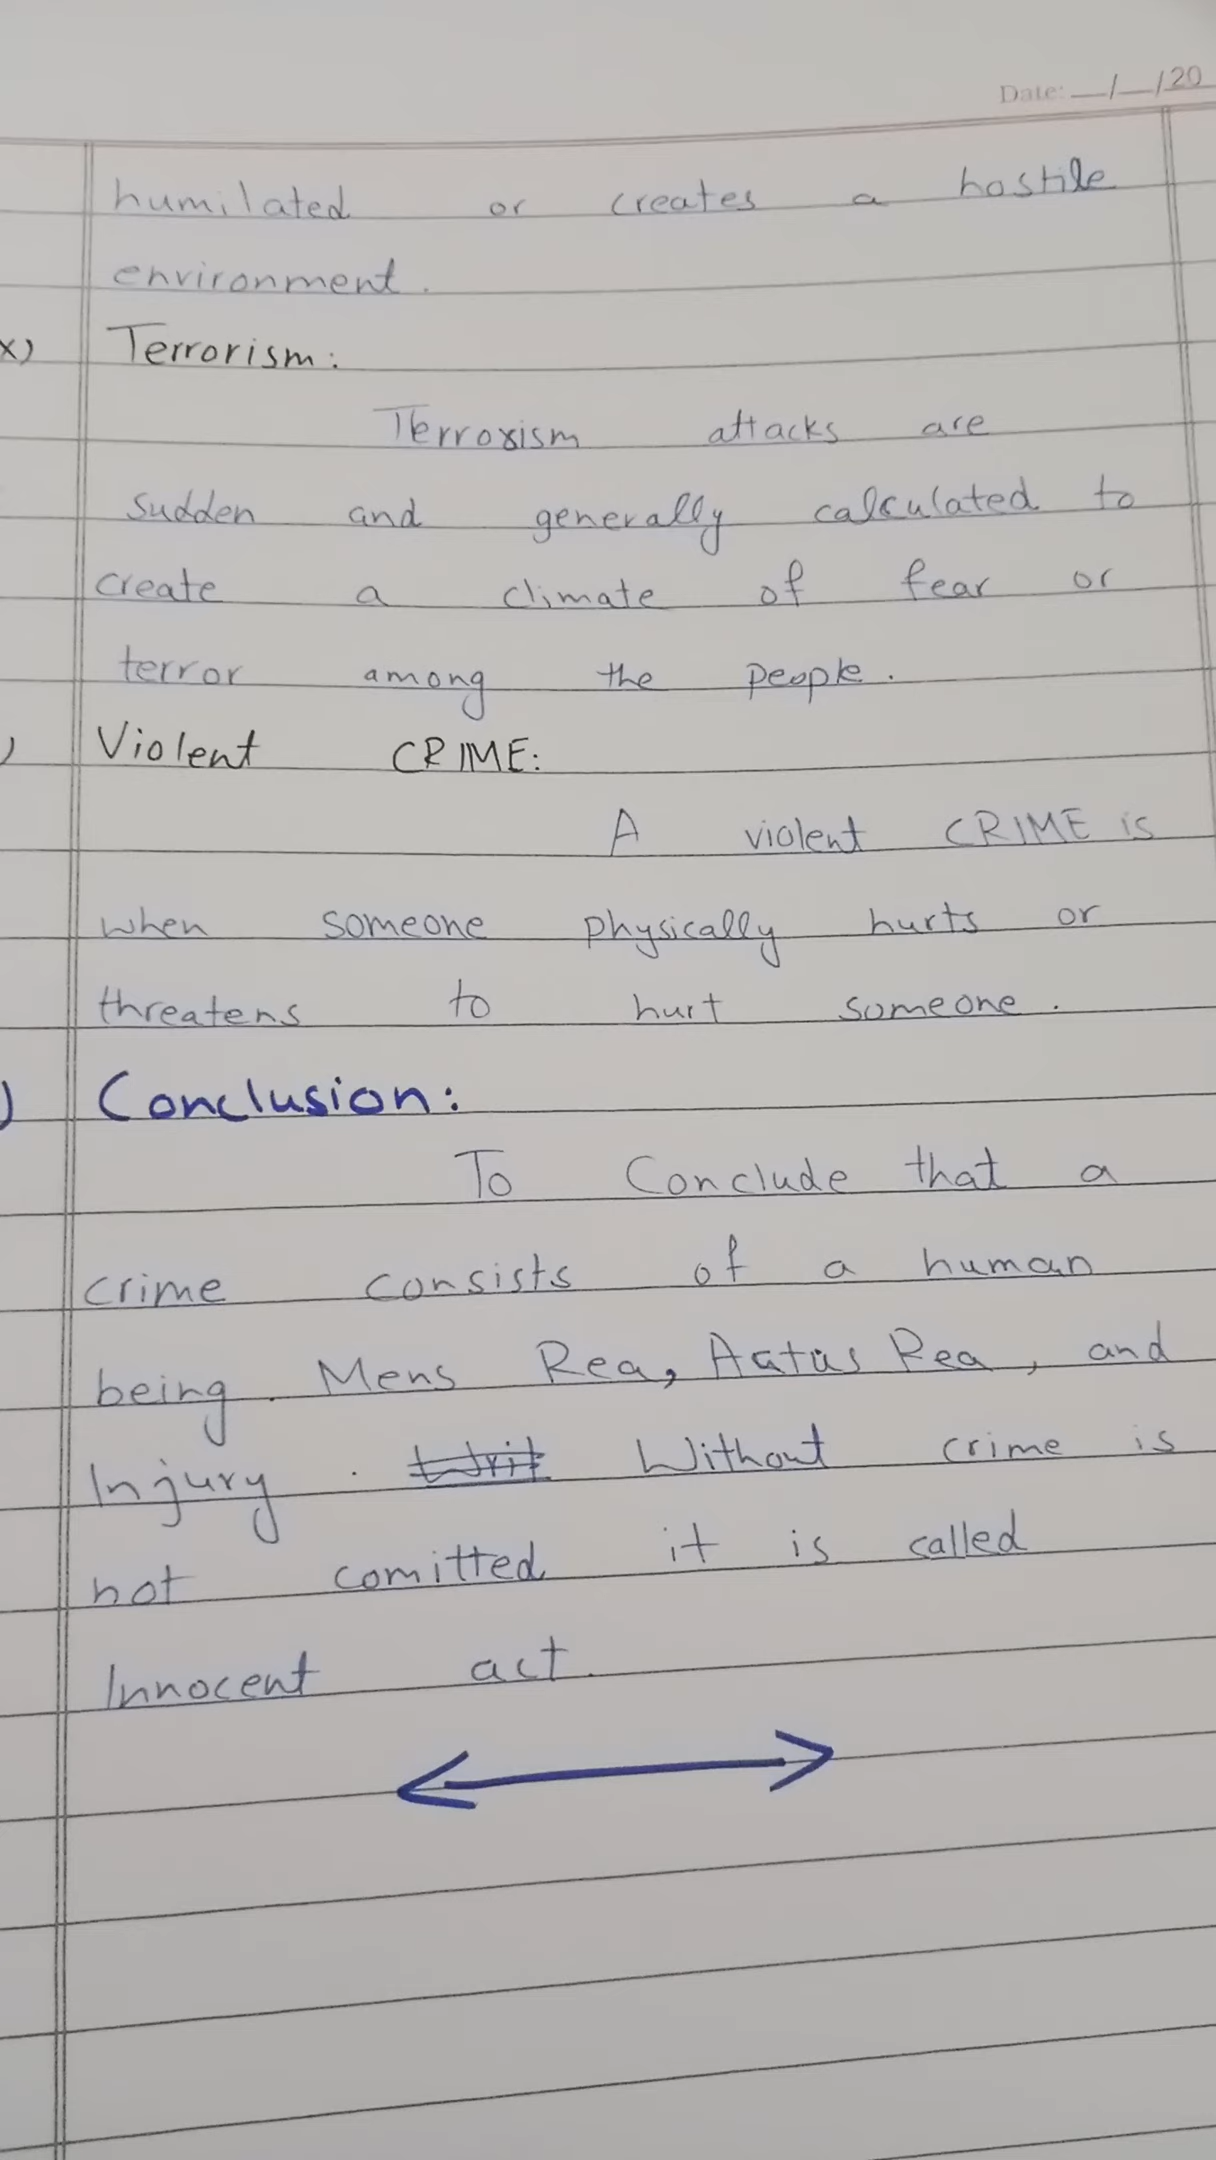 Date: __/__/20
humilated or creates a hostile
environment.
x) Terrorism:
Terrorism attacks are
sudden and generally calculated to
create a climate of fear or
terror among the people.
) Violent CRIME:
A violent CRIME is
when someone physically hurts or
threatens to hurt someone.
) Conclusion:
To Conclude that a
crime consists of a human
being. Mens Rea, Aatus Rea, and
Injury. Without crime is
not comitted it is called
Innocent act.